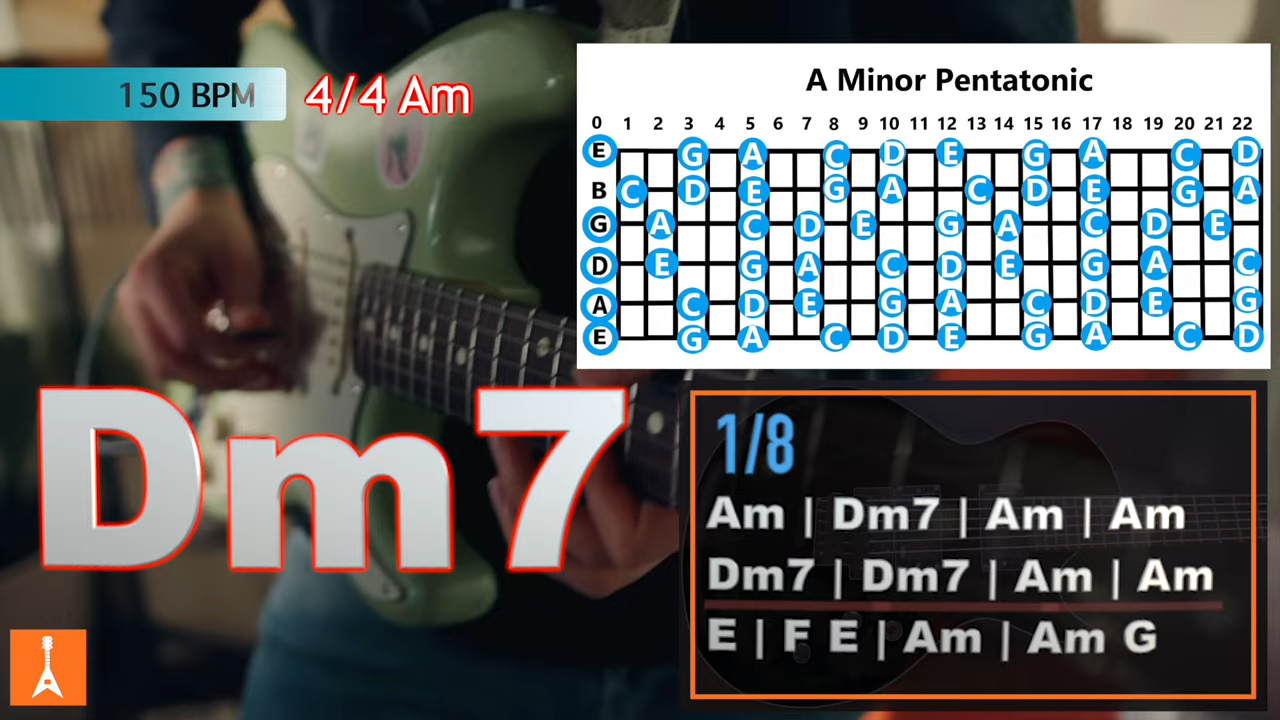 150 BPM 4/4 Am
A Minor Pentatonic
0 1 2 3 4 5 6 7 8 9 10 11 12 13 14 15 16 17 18 19 20 21 22
E G A C D E G A C D
B C D E G A C D E G A
G A C D E G A C D E
D E G A C D E G A C
A C D E G A C D E G
E G A C D E G A C D
Dm7
1/8
Am | Dm7 | Am | Am
Dm7 | Dm7 | Am | Am
E | F E | Am | Am G